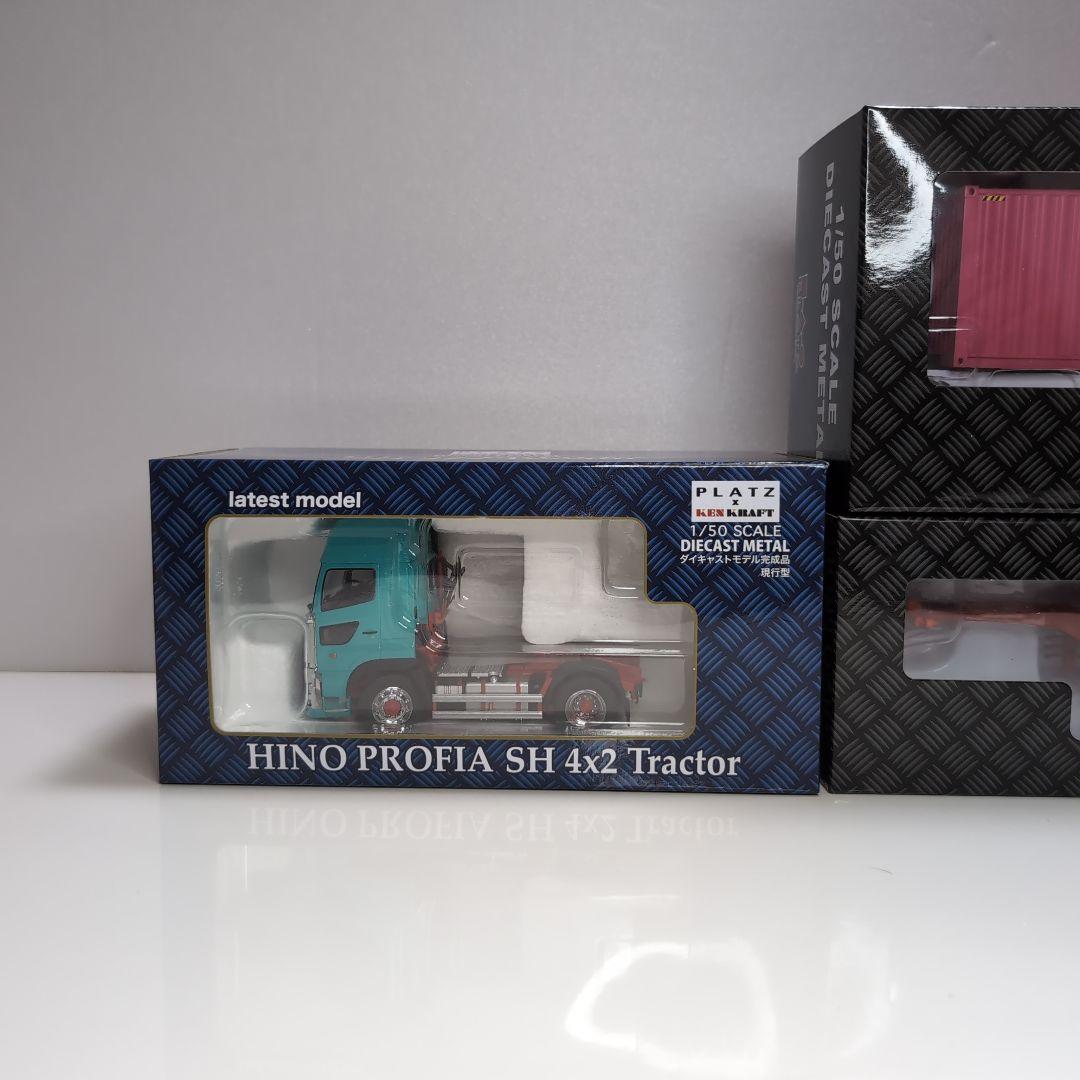 latest model
PLATZ
x
KEN KRAFT
1/50 SCALE
DIECAST METAL
ダイキャストモデル完成品
現行型
HINO PROFIA SH 4x2 Tractor
1/50 SCALE
DIECAST META